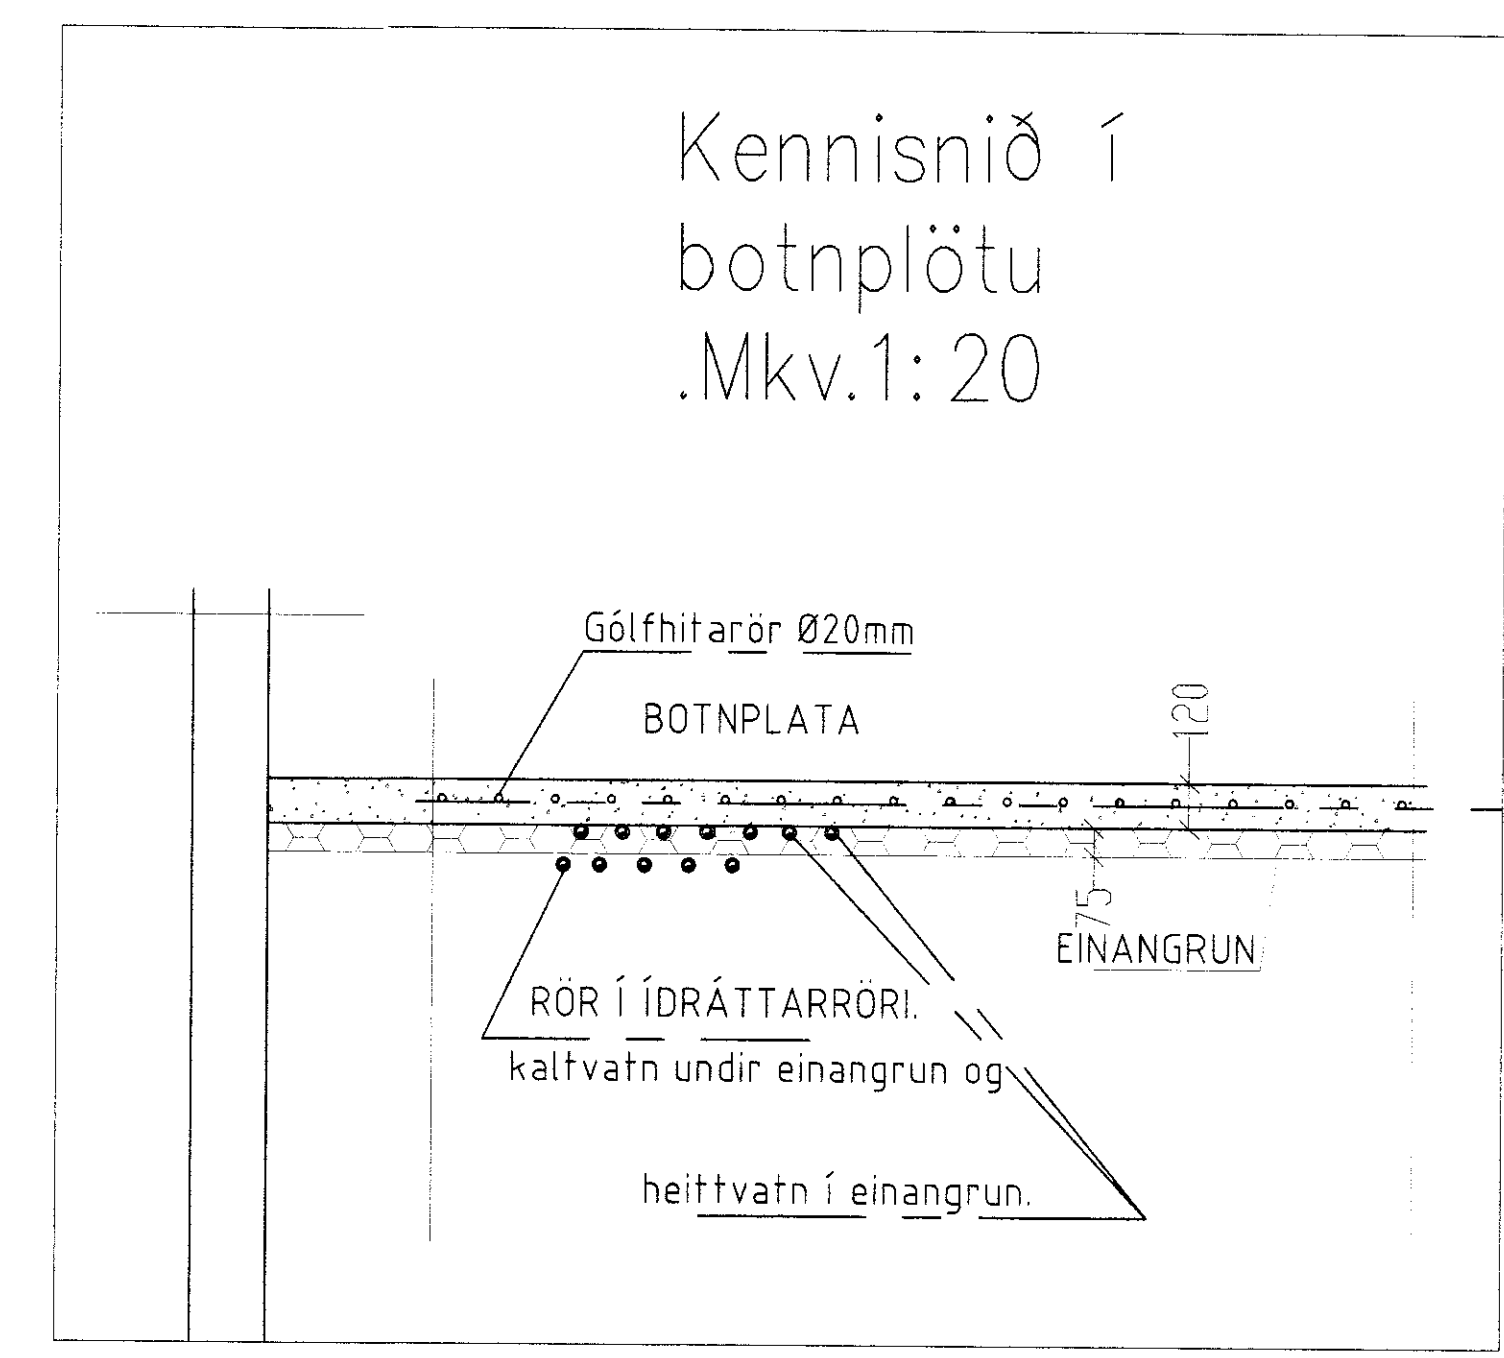 Kennisnið í
botnplötu
.Mkv.1:20
Gólfhitarör Ø20mm
BOTNPLATA
120
75
EINANGRUN
RÖR Í ÍDRÁTTARRÖRI.
kaltvatn undir einangrun og
heittvatn í einangrun.